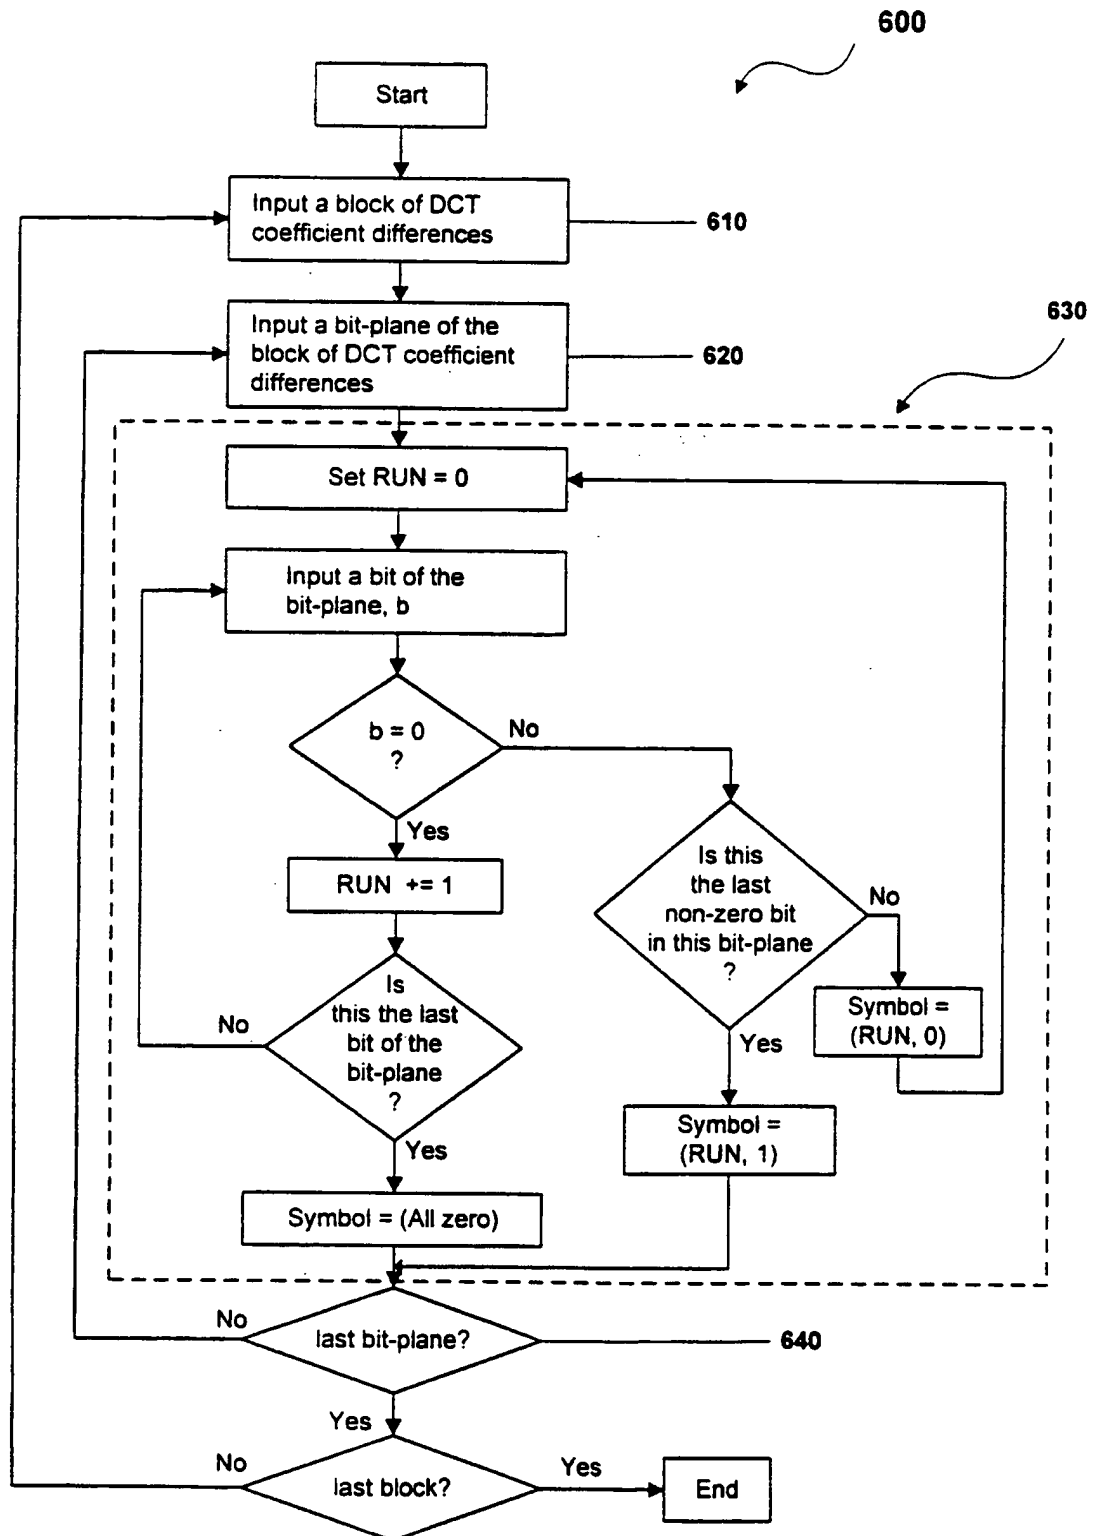 600
Start
Input a block of DCT
coefficient differences
610
Input a bit-plane of the
block of DCT coefficient
differences
620
630
Set RUN = 0
Input a bit of the
bit-plane, b
b = 0
?
No
Yes
RUN += 1
Is
this the last
bit of the
bit-plane
?
No
Yes
Symbol = (All zero)
Is this
the last
non-zero bit
in this bit-plane
?
No
Symbol =
(RUN, 0)
Yes
Symbol =
(RUN, 1)
last bit-plane?
No
640
Yes
last block?
No
Yes
End